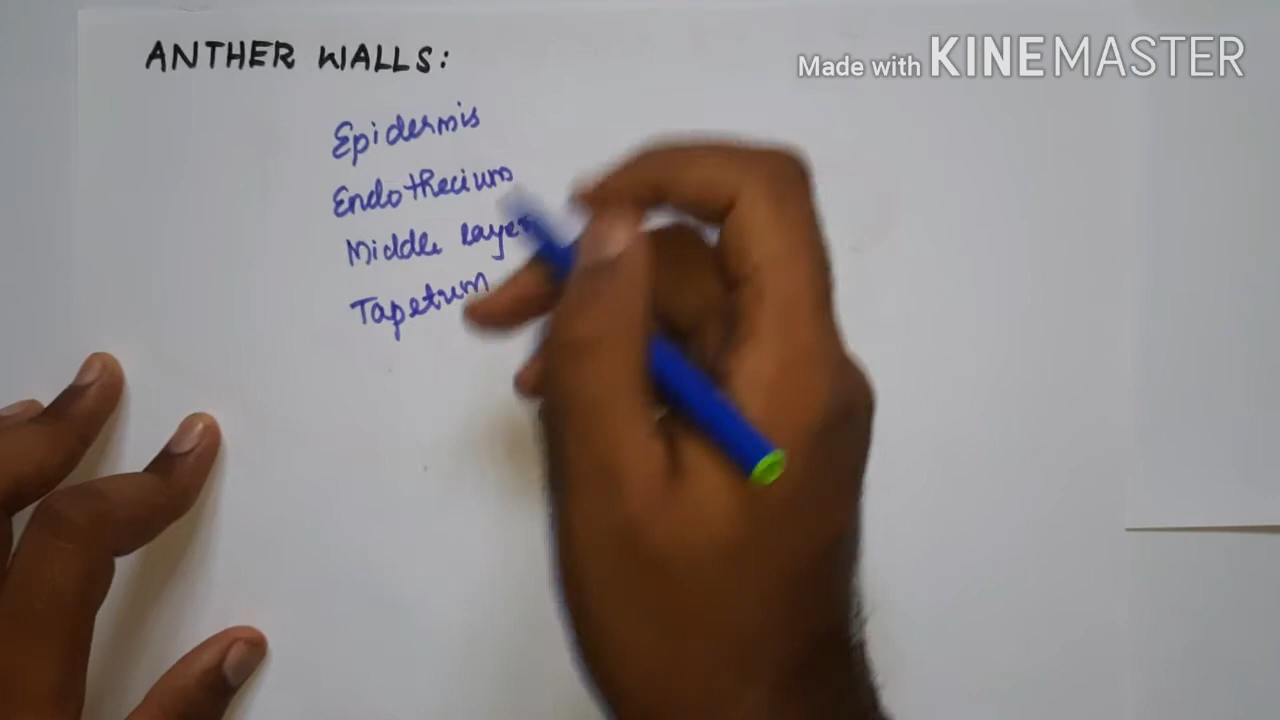 ANTHER WALLS:
Made with KINEMASTER
Epidermis
Endothecium
Middle layer
Tapetum